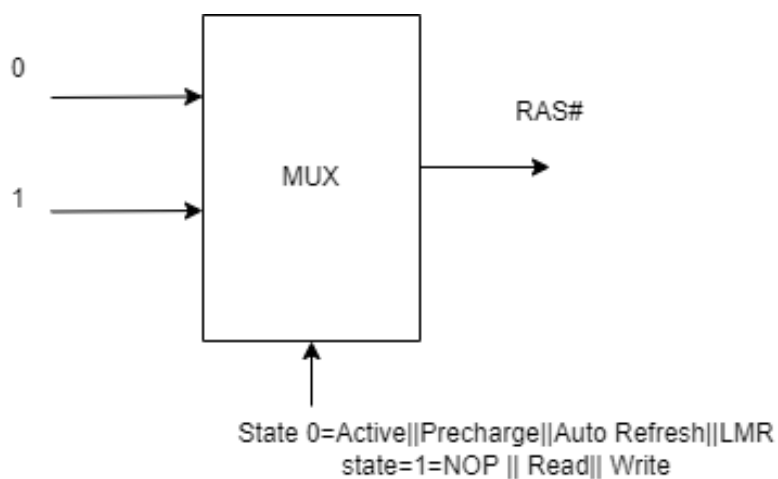 0
RAS#
MUX
1
State 0=Active||Precharge||Auto Refresh||LMR
state=1=NOP || Read|| Write